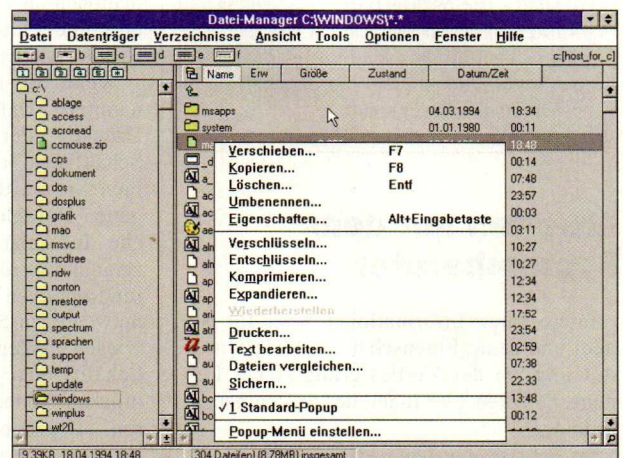 Datei-Manager C:\WINDOWS\*.*
Datei Datenträger Verzeichnisse Ansicht Tools Optionen Fenster Hilfe
a b c d e f c:[host_for_c]
Name Erw Größe Zustand Datum/Zeit
c:\
ablage
access
acroread
ccmouse.zip
cps
dokument
dos
dosplus
grafik
mao
msvc
ncdtree
ndw
norton
nrestore
output
spectrum
sprachen
support
temp
update
windows
winplus
wt20
msapps 04.03.1994 18:34
system 01.01.1980 00:11
18:48
00:14
07:48
23:57
00:03
03:11
10:27
10:27
12:34
12:34
17:52
23:54
02:59
07:38
22:33
13:48
00:12
Verschieben... F7
Kopieren... F8
Löschen... Entf
Umbenennen...
Eigenschaften... Alt+Eingabetaste
Verschlüsseln...
Entschlüsseln...
Komprimieren...
Expandieren...
Wiederherstellen
Drucken...
Text bearbeiten...
Dateien vergleichen...
Sichern...
✓1 Standard-Popup
Popup-Menü einstellen...
9,39KB, 18.04.1994 18:48 304 Datei(en) (8,78MB) insgesamt